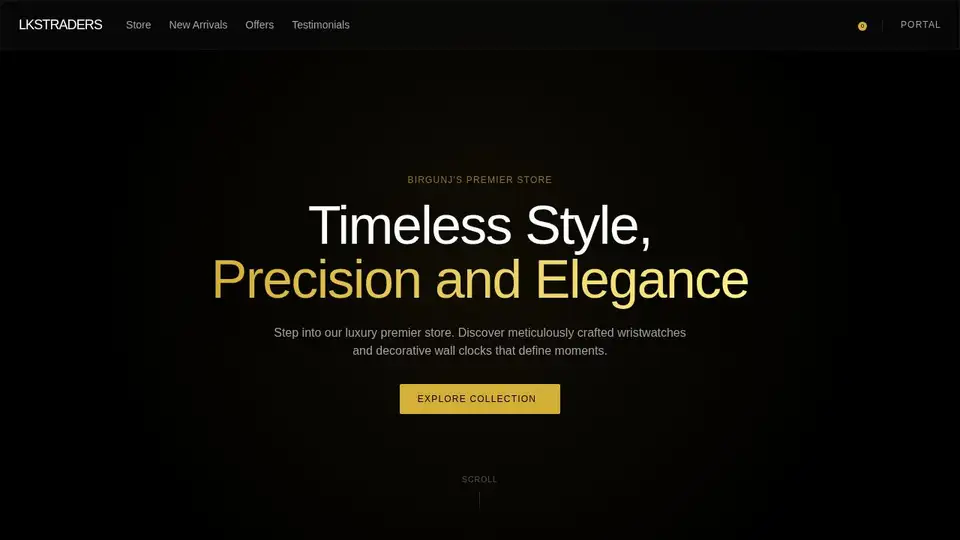 LKSTRADERS
Store
New Arrivals
Offers
Testimonials
0
PORTAL
BIRGUNJ'S PREMIER STORE
Timeless Style,
Precision and Elegance
Step into our luxury premier store. Discover meticulously crafted wristwatches
and decorative wall clocks that define moments.
EXPLORE COLLECTION
SCROLL